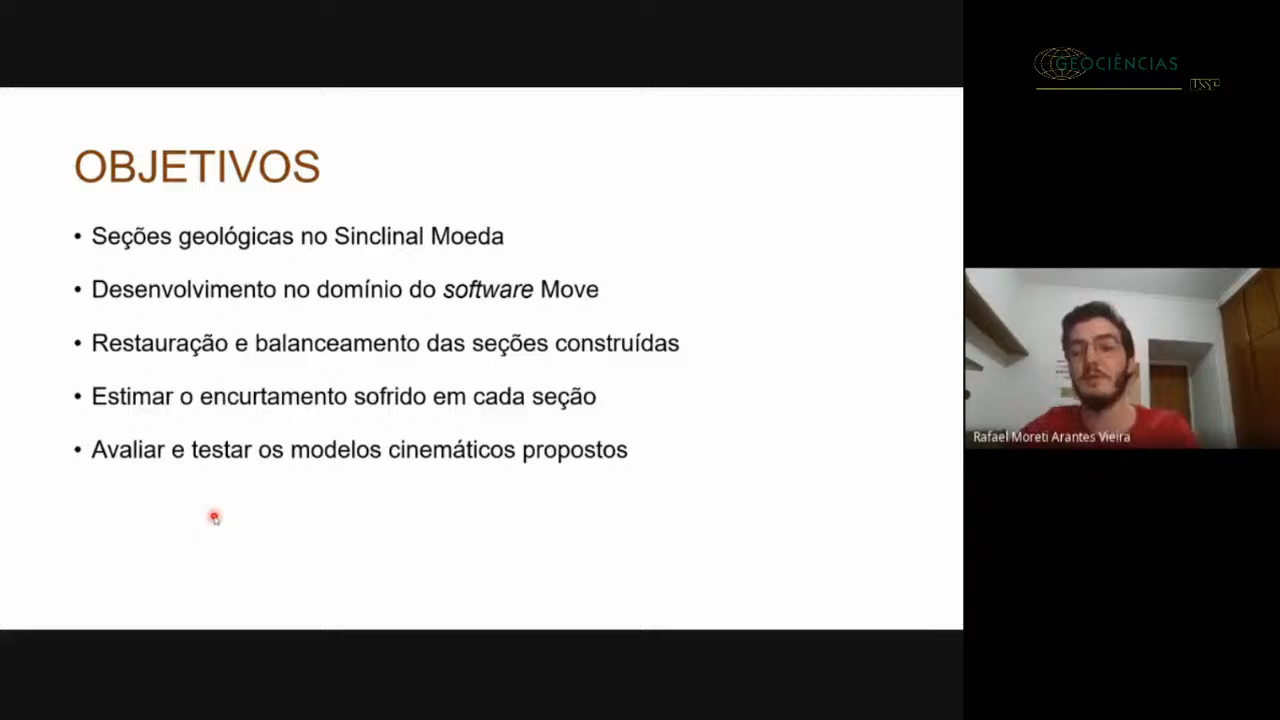 GEOCIÊNCIAS
USP
OBJETIVOS
• Seções geológicas no Sinclinal Moeda
• Desenvolvimento no domínio do software Move
• Restauração e balanceamento das seções construídas
• Estimar o encurtamento sofrido em cada seção
• Avaliar e testar os modelos cinemáticos propostos
Rafael Moreti Arantes Vieira